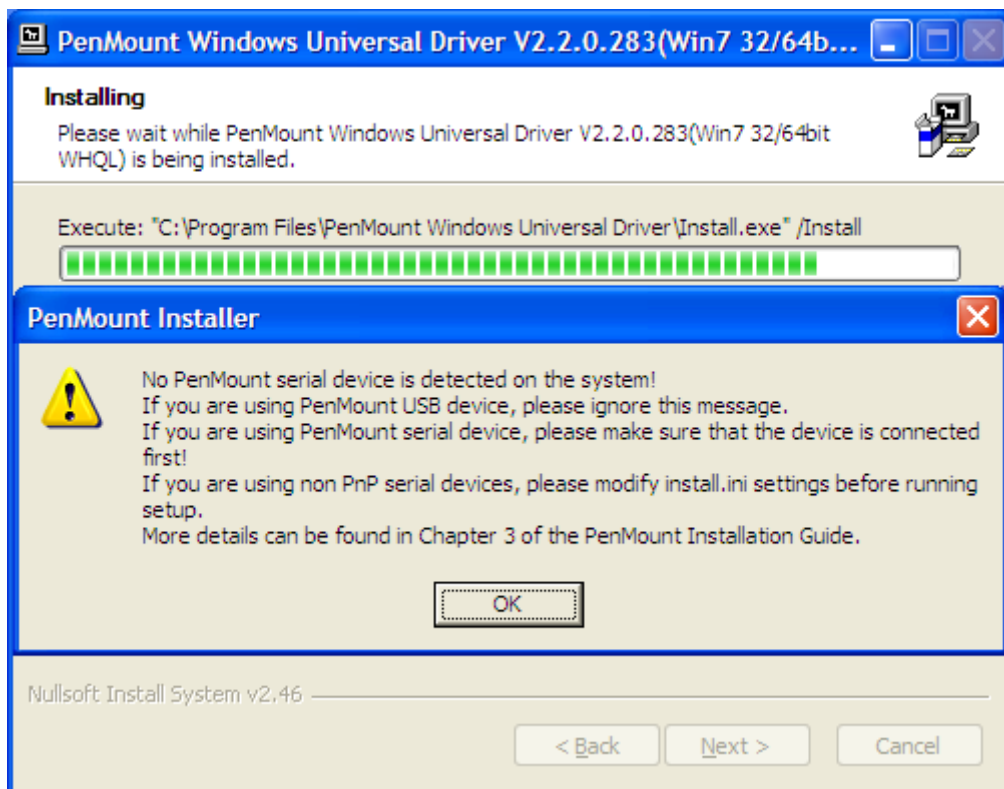 PenMount Windows Universal Driver V2.2.0.283(Win7 32/64b...
Installing
Please wait while PenMount Windows Universal Driver V2.2.0.283(Win7 32/64bit
WHQL) is being installed.
Execute: "C:\Program Files\PenMount Windows Universal Driver\Install.exe" /Install
PenMount Installer
No PenMount serial device is detected on the system!
If you are using PenMount USB device, please ignore this message.
If you are using PenMount serial device, please make sure that the device is connected
first!
If you are using non PnP serial devices, please modify install.ini settings before running
setup.
More details can be found in Chapter 3 of the PenMount Installation Guide.
OK
Nullsoft Install System v2.46
< Back Next > Cancel